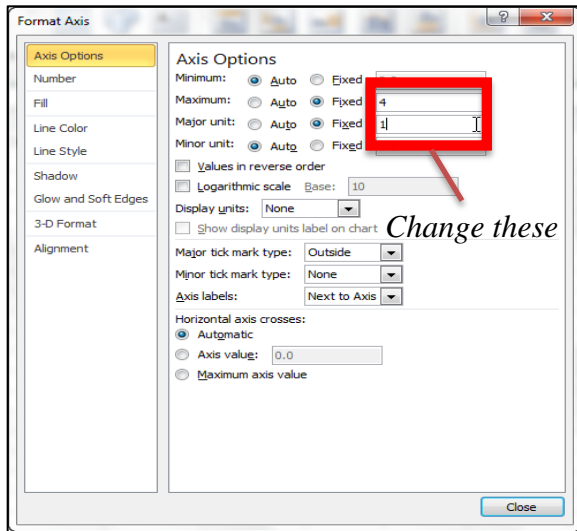 Format Axis
Axis Options
Number
Fill
Line Color
Line Style
Shadow
Glow and Soft Edges
3-D Format
Alignment
Axis Options
Minimum: Auto Fixed
Maximum: Auto Fixed 4
Major unit: Auto Fixed 1
Minor unit: Auto Fixed
Values in reverse order
Logarithmic scale Base: 10
Display units: None
Show display units label on chart
Change these
Major tick mark type: Outside
Minor tick mark type: None
Axis labels: Next to Axis
Horizontal axis crosses:
Automatic
Axis value: 0.0
Maximum axis value
Close